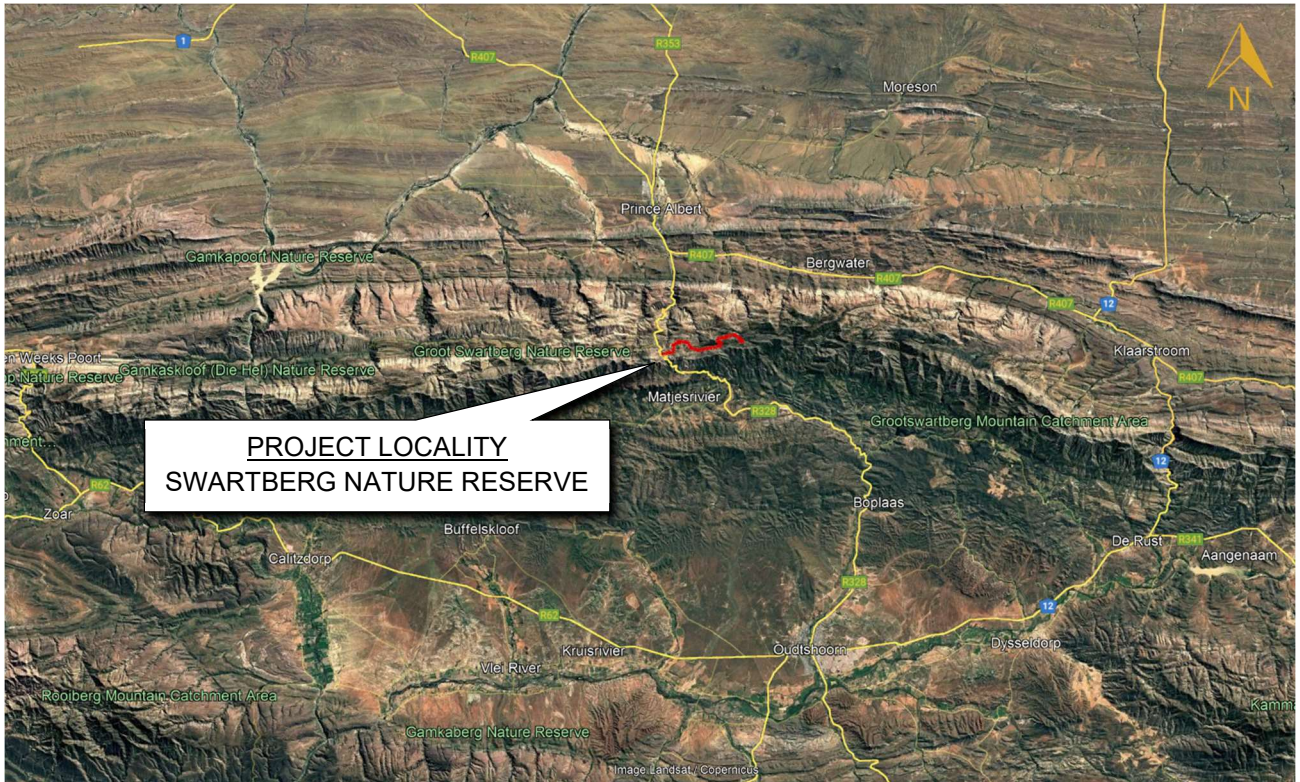 1
R407
R353
Moreson
N
Prince Albert
Gamkapoort Nature Reserve
R407
Bergwater
R407
R407
12
Groot Swartberg Nature Reserve
Klaarstroom
en Weeks Poort
Gamkaskloof (Die Hel) Nature Reserve
Nature Reserve
R407
Matjesrivier
R328
Grootswartberg Mountain Catchment Area
PROJECT LOCALITY
SWARTBERG NATURE RESERVE
12
R62
Zoar
Boplaas
Buffelskloof
De Rust
R341
Aangenaam
Calitzdorp
R328
12
R62
Kruisrivier
Oudtshoorn
Dysseldorp
Vlei River
Rooiberg Mountain Catchment Area
Gamkaberg Nature Reserve
Kamma
Image Landsat / Copernicus